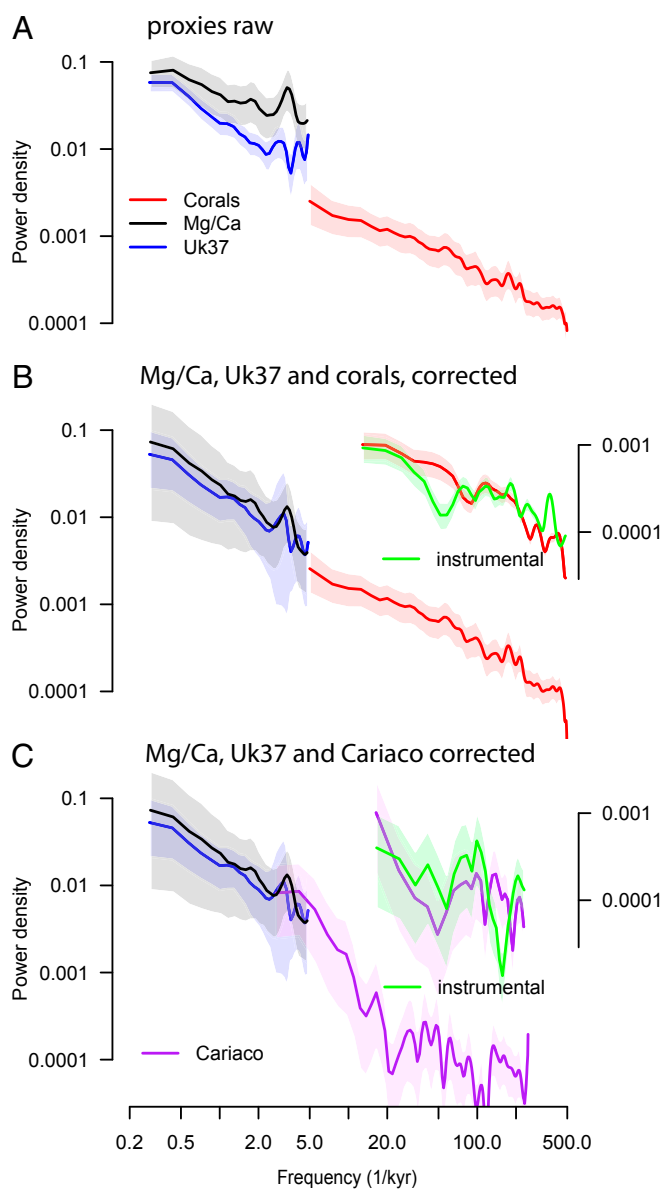 A
proxies raw
0.1
0.01
0.001
0.0001
Power density
Corals
Mg/Ca
Uk37
B
Mg/Ca, Uk37 and corals, corrected
0.1
0.01
0.001
0.0001
Power density
0.001
0.0001
instrumental
C
Mg/Ca, Uk37 and Cariaco corrected
0.1
0.01
0.001
0.0001
Power density
0.001
0.0001
instrumental
Cariaco
0.2 0.5 2.0 5.0 20.0 100.0 500.0
Frequency (1/kyr)